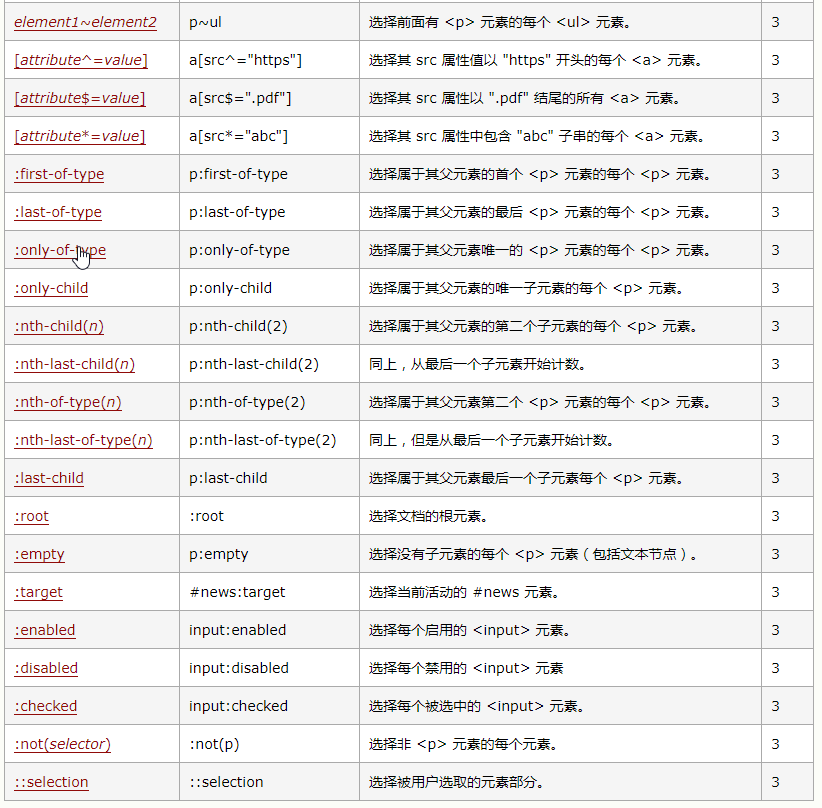 element1~element2 p~ul 选择前面有 <p> 元素的每个 <ul> 元素。 3
[attribute^=value] a[src^="https"] 选择其 src 属性值以 "https" 开头的每个 <a> 元素。 3
[attribute$=value] a[src$=".pdf"] 选择其 src 属性以 ".pdf" 结尾的所有 <a> 元素。 3
[attribute*=value] a[src*="abc"] 选择其 src 属性中包含 "abc" 子串的每个 <a> 元素。 3
:first-of-type p:first-of-type 选择属于其父元素的首个 <p> 元素的每个 <p> 元素。 3
:last-of-type p:last-of-type 选择属于其父元素的最后 <p> 元素的每个 <p> 元素。 3
:only-of-type p:only-of-type 选择属于其父元素唯一的 <p> 元素的每个 <p> 元素。 3
:only-child p:only-child 选择属于其父元素的唯一子元素的每个 <p> 元素。 3
:nth-child(n) p:nth-child(2) 选择属于其父元素的第二个子元素的每个 <p> 元素。 3
:nth-last-child(n) p:nth-last-child(2) 同上，从最后一个子元素开始计数。 3
:nth-of-type(n) p:nth-of-type(2) 选择属于其父元素第二个 <p> 元素的每个 <p> 元素。 3
:nth-last-of-type(n) p:nth-last-of-type(2) 同上，但是从最后一个子元素开始计数。 3
:last-child p:last-child 选择属于其父元素最后一个子元素每个 <p> 元素。 3
:root :root 选择文档的根元素。 3
:empty p:empty 选择没有子元素的每个 <p> 元素（包括文本节点）。 3
:target #news:target 选择当前活动的 #news 元素。 3
:enabled input:enabled 选择每个启用的 <input> 元素。 3
:disabled input:disabled 选择每个禁用的 <input> 元素 3
:checked input:checked 选择每个被选中的 <input> 元素。 3
:not(selector) :not(p) 选择非 <p> 元素的每个元素。 3
::selection ::selection 选择被用户选取的元素部分。 3